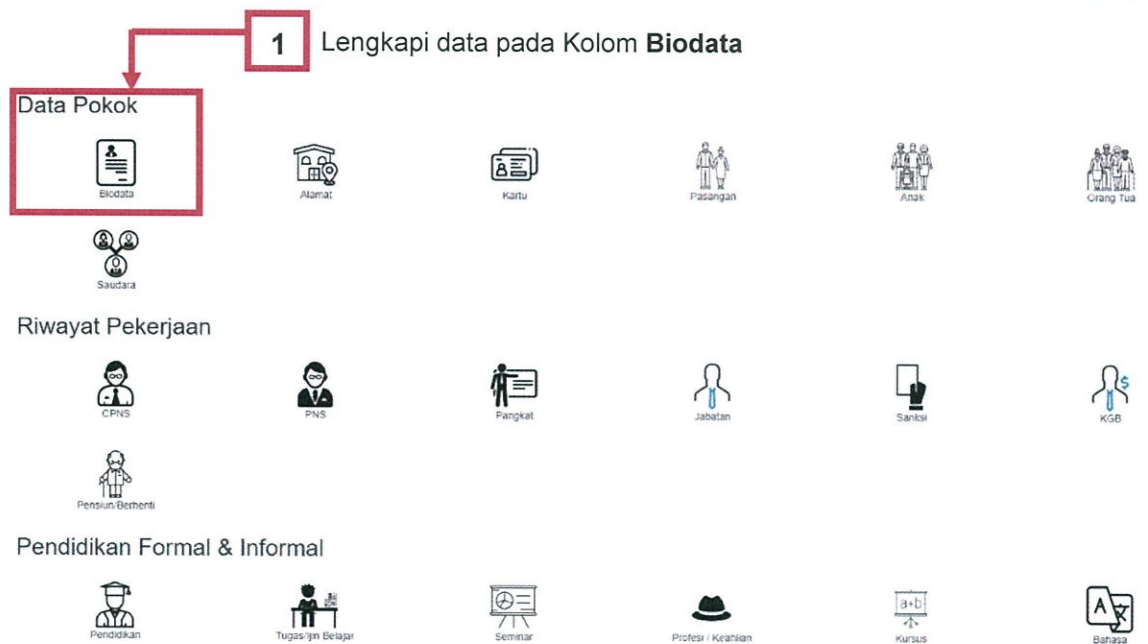 1 Lengkapi data pada Kolom Biodata
Data Pokok
Biodata Alamat Kartu Pasangan Anak Orang Tua
Saudara
Riwayat Pekerjaan
CPNS PNS Pangkat Jabatan Sanksi KGB
$
Pensiun/Berhenti
Pendidikan Formal & Informal
a+b
A
Pendidikan Tugas/Ijin Belajar Seminar Profesi / Keahlian Kursus Bahasa